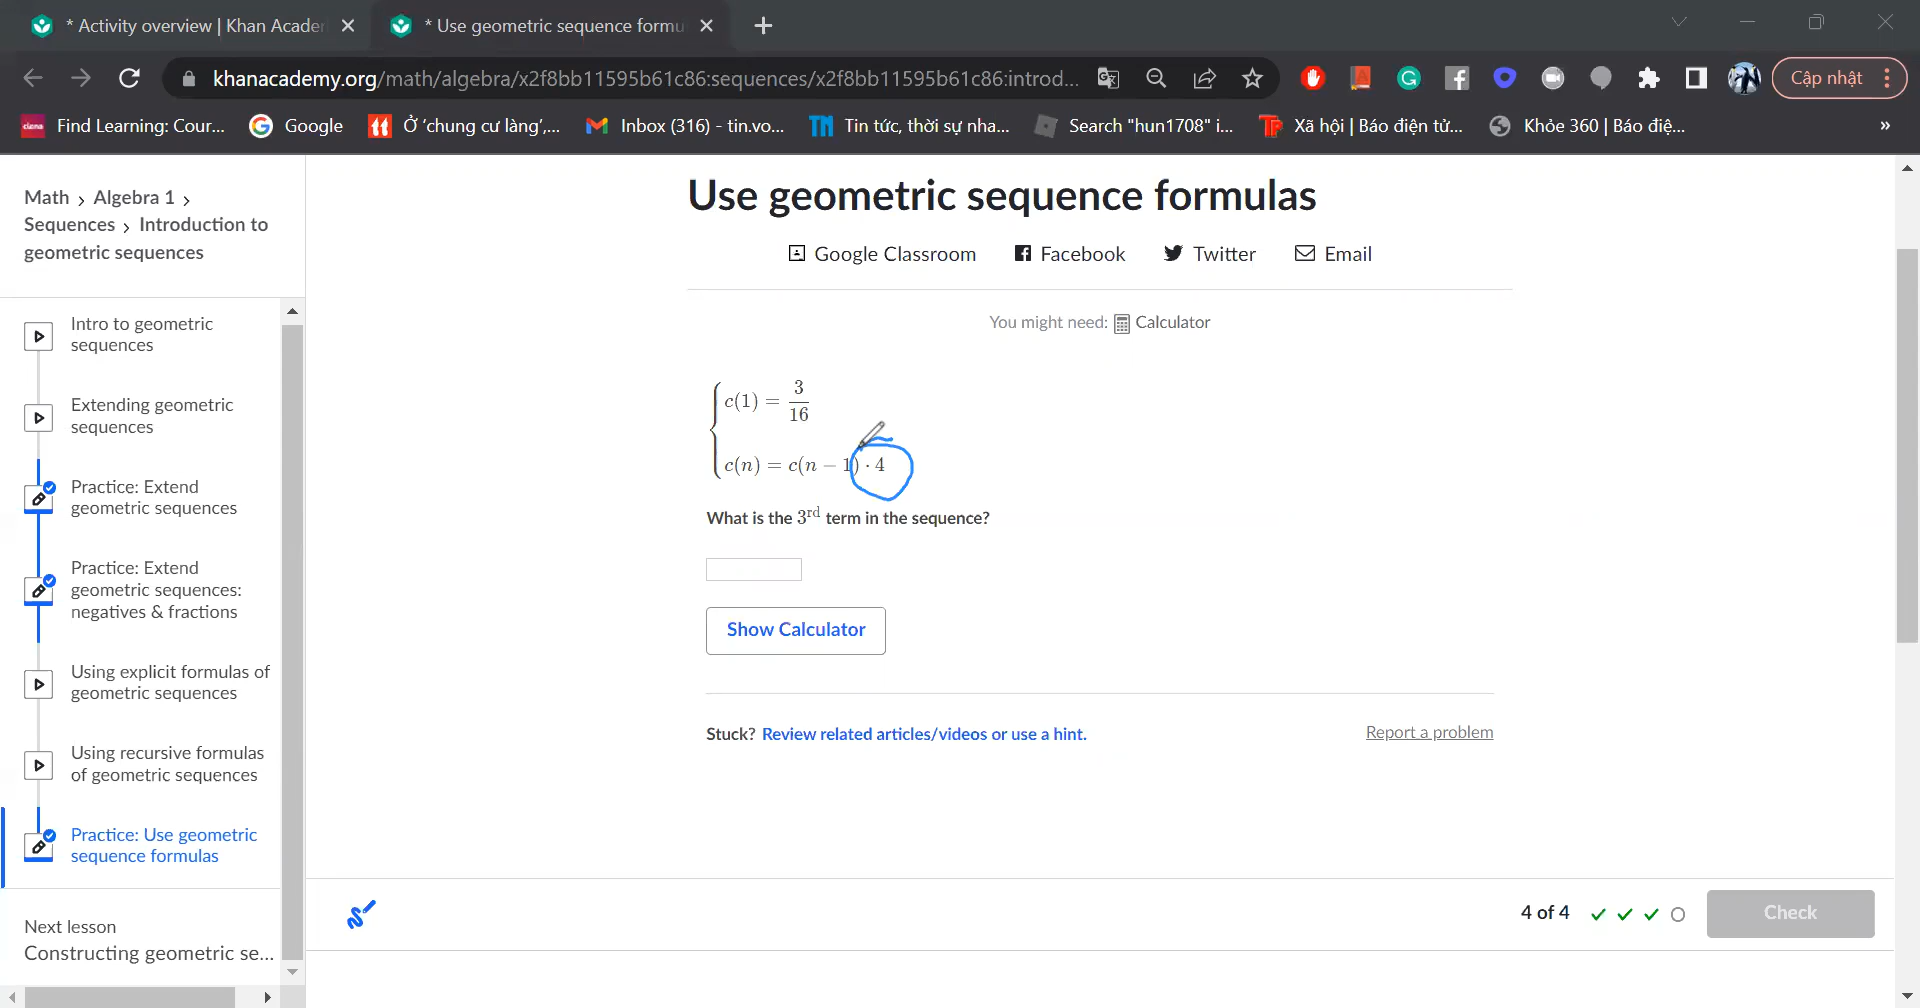 * Activity overview | Khan Acader
* Use geometric sequence formu
khanacademy.org/math/algebra/x2f8bb11595b61c86:sequences/x2f8bb11595b61c86:introd...
Cập nhật
Find Learning: Cour...
Google
Ở 'chung cư làng',...
Inbox (316) - tin.vo...
Tin tức, thời sự nha...
Search "hun1708" i...
Xã hội | Báo điện tử...
Khỏe 360 | Báo điệ...
»
Math › Algebra 1 ›
Sequences › Introduction to
geometric sequences
Intro to geometric
sequences
Extending geometric
sequences
Practice: Extend
geometric sequences
Practice: Extend
geometric sequences:
negatives & fractions
Using explicit formulas of
geometric sequences
Using recursive formulas
of geometric sequences
Practice: Use geometric
sequence formulas
Next lesson
Constructing geometric se...
Use geometric sequence formulas
Google Classroom
Facebook
Twitter
Email
You might need: Calculator
c(1) = 3/16
c(n) = c(n − 1) · 4
What is the 3rd term in the sequence?
Show Calculator
Stuck? Review related articles/videos or use a hint.
Report a problem
4 of 4
Check